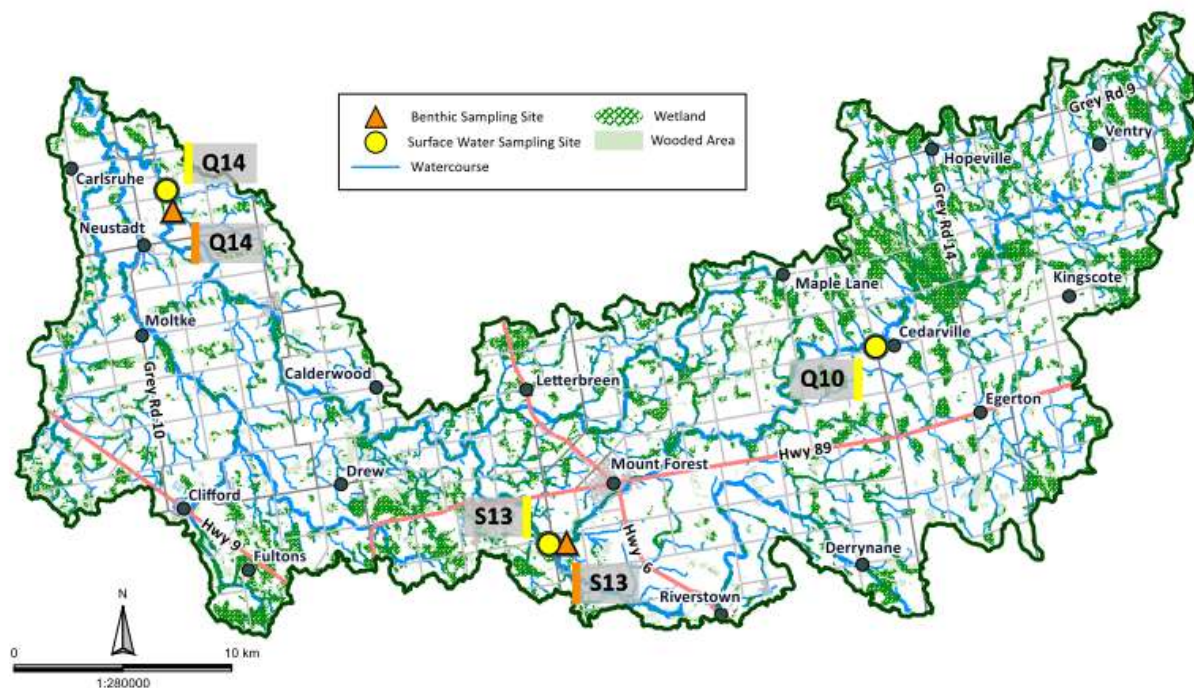 Benthic Sampling Site
Surface Water Sampling Site
Watercourse
Wetland
Wooded Area
Grey Rd 9
Ventry
Hopeville
Q14
Carlsruhe
Neustadt
Q14
Grey Rd 14
Kingscote
Maple Lane
Moltke
Cedarville
Calderwood
Letterbreen
Q10
Grey Rd 10
Egerton
Hwy 89
Mount Forest
Drew
Clifford
S13
Hwy 9
Hwy 6
Fultons
Derrynane
S13
Riverstown
N
0 10 km
1:280000